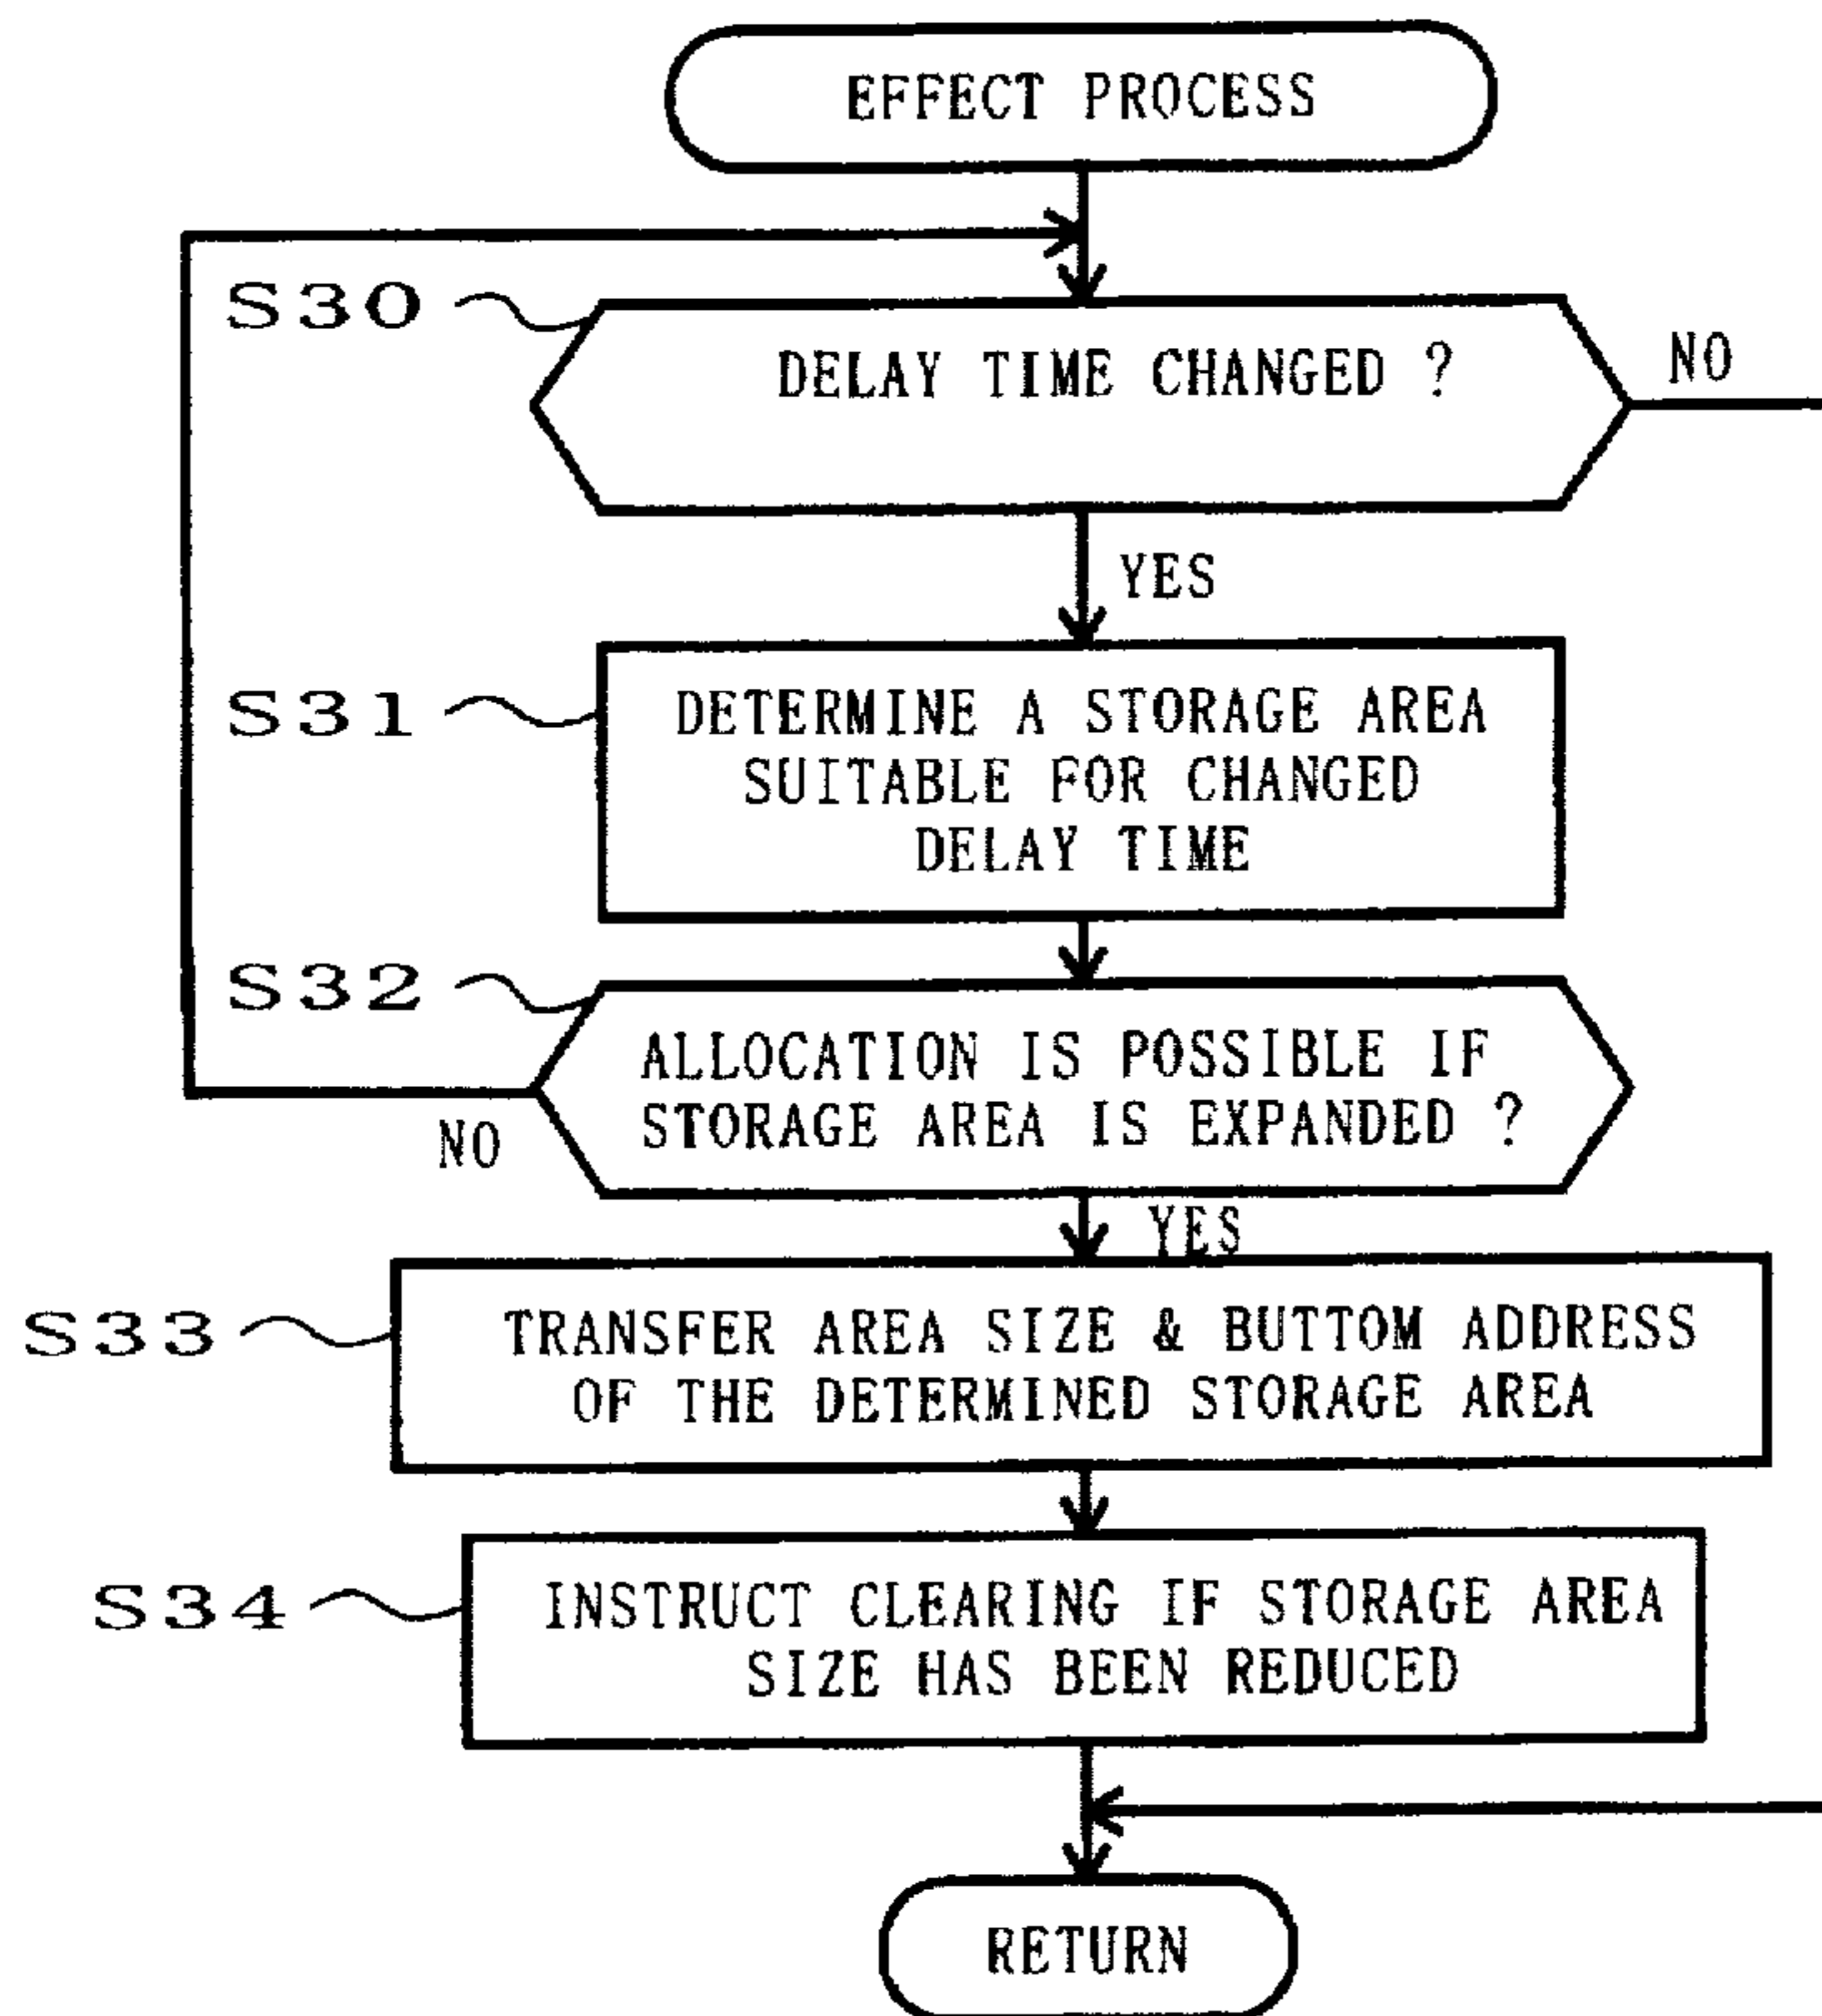 EFFECT PROCESS
S30
DELAY TIME CHANGED ?
NO
YES
S31
DETERMINE A STORAGE AREA
SUITABLE FOR CHANGED
DELAY TIME
S32
ALLOCATION IS POSSIBLE IF
STORAGE AREA IS EXPANDED ?
NO
YES
S33
TRANSFER AREA SIZE & BUTTOM ADDRESS
OF THE DETERMINED STORAGE AREA
S34
INSTRUCT CLEARING IF STORAGE AREA
SIZE HAS BEEN REDUCED
RETURN